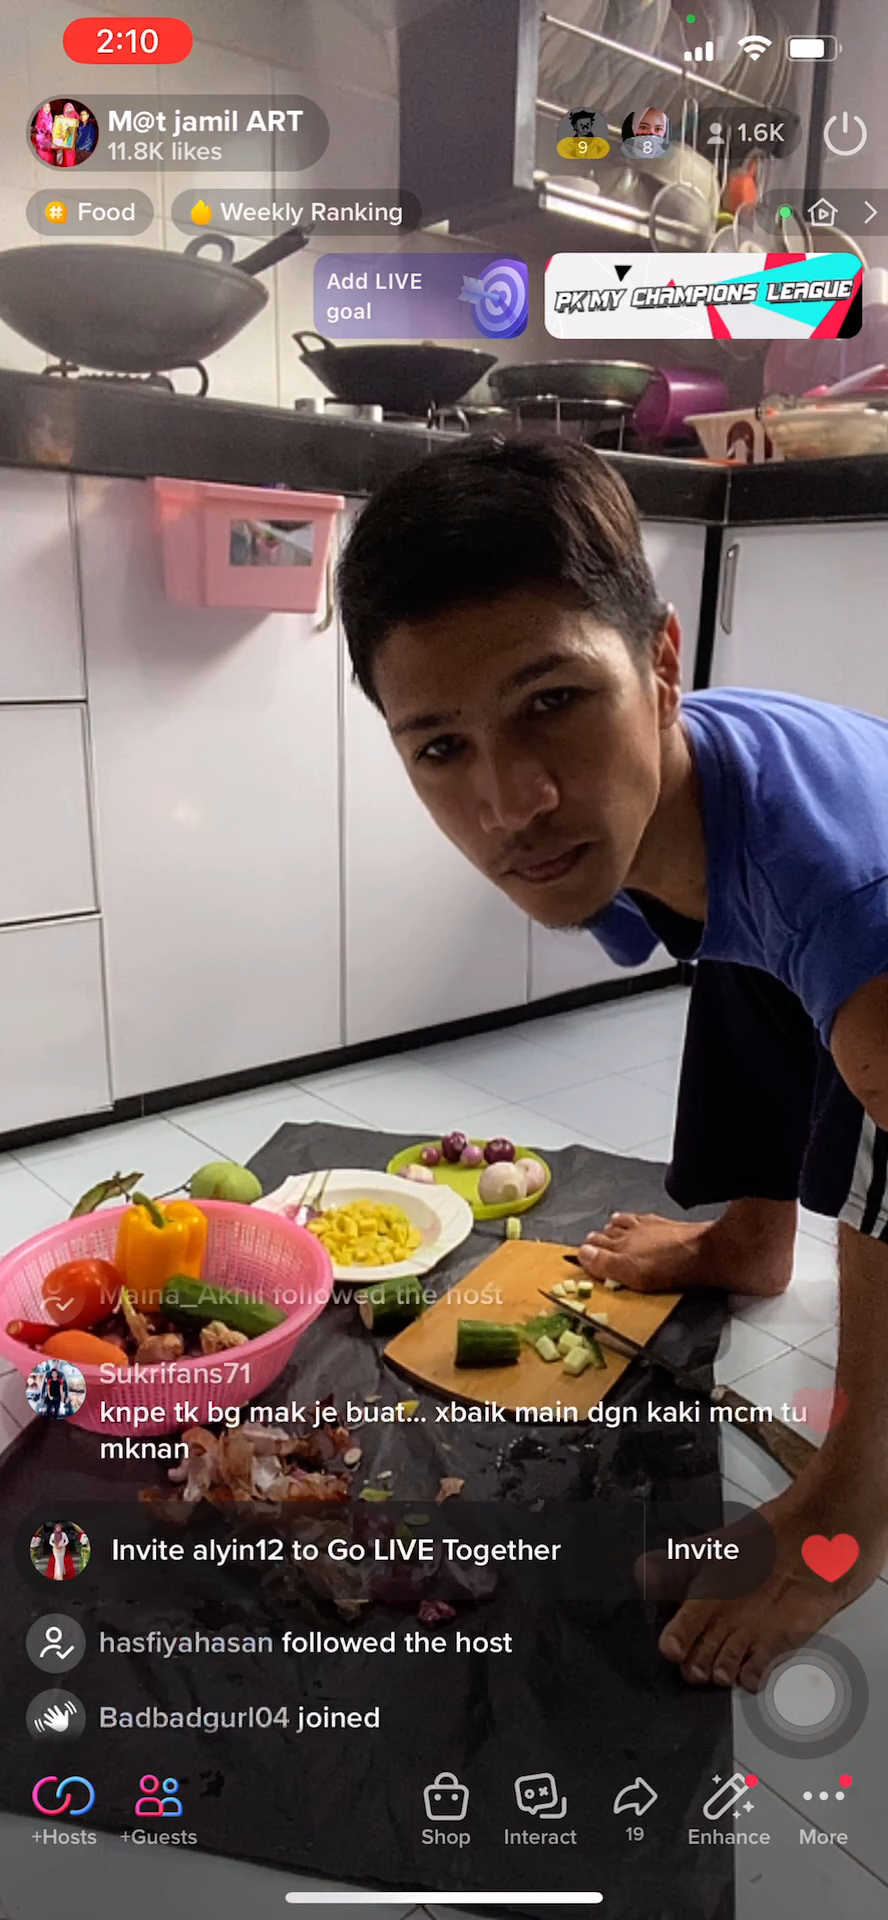 2:10
M@t jamil ART
11.8K likes
9
8
1.6K
Food
Weekly Ranking
Add LIVE
goal
PK MY CHAMPIONS LEAGUE
Maina_Akhil followed the host
Sukrifans71
knpe tk bg mak je buat... xbaik main dgn kaki mcm tu
mknan
Invite alyin12 to Go LIVE Together
Invite
hasfiyahasan followed the host
Badbadgurl04 joined
+Hosts
+Guests
Shop
Interact
19
Enhance
More